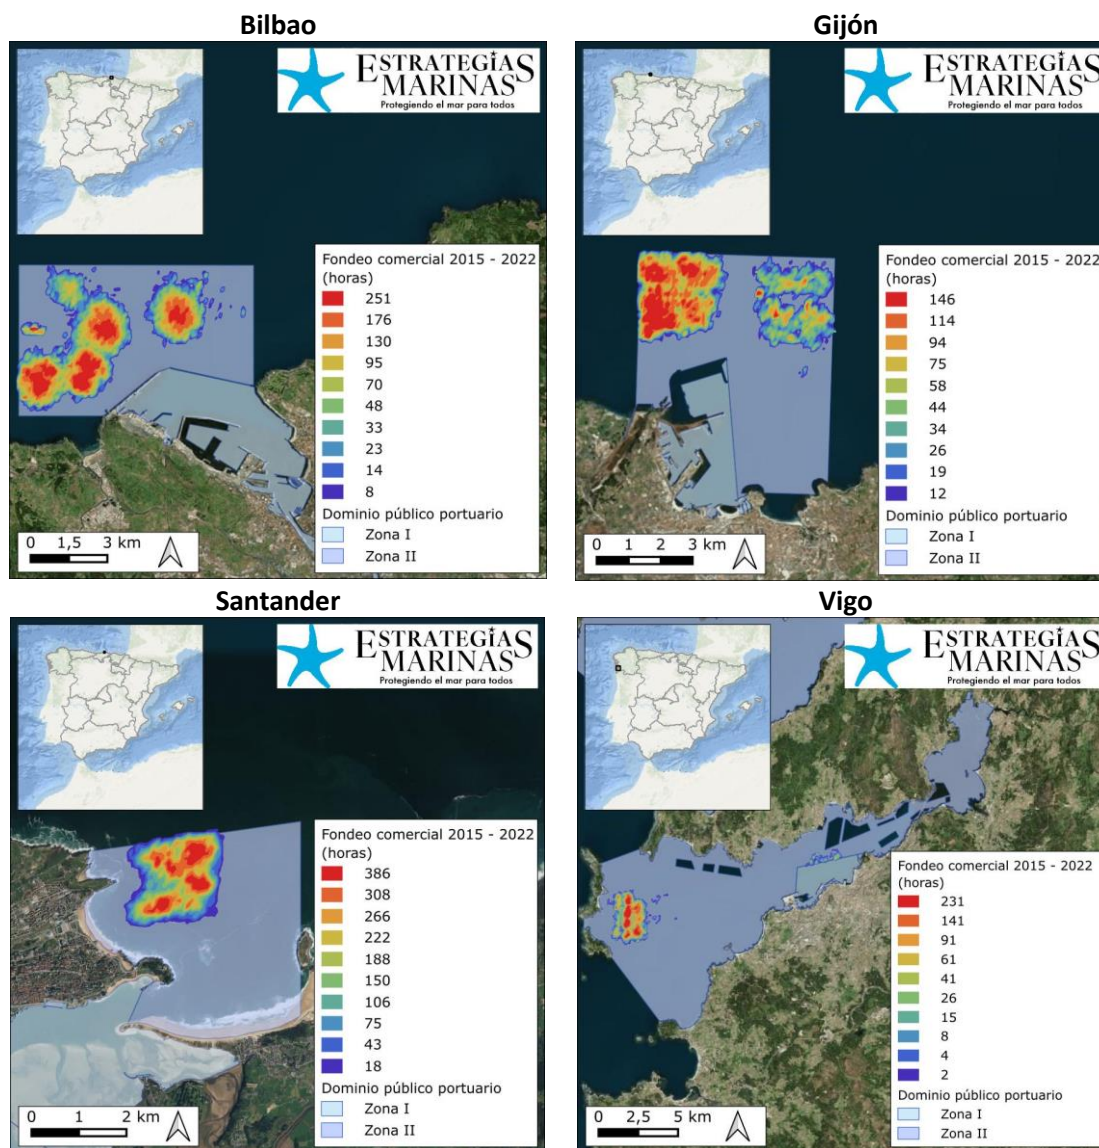 Bilbao
ESTRATEGIAS
MARINAS
Protegiendo el mar para todos
Fondeo comercial 2015 - 2022
(horas)
251
176
130
95
70
48
33
23
14
8
Dominio público portuario
Zona I
Zona II
0 1,5 3 km
Gijón
ESTRATEGIAS
MARINAS
Protegiendo el mar para todos
Fondeo comercial 2015 - 2022
(horas)
146
114
94
75
58
44
34
26
19
12
Dominio público portuario
Zona I
Zona II
0 1 2 3 km
Santander
ESTRATEGIAS
MARINAS
Protegiendo el mar para todos
Fondeo comercial 2015 - 2022
(horas)
386
308
266
222
188
150
106
75
43
18
Dominio público portuario
Zona I
Zona II
0 1 2 km
Vigo
ESTRATEGIAS
MARINAS
Protegiendo el mar para todos
Fondeo comercial 2015 - 2022
(horas)
231
141
91
61
41
26
15
8
4
2
Dominio público portuario
Zona I
Zona II
0 2,5 5 km